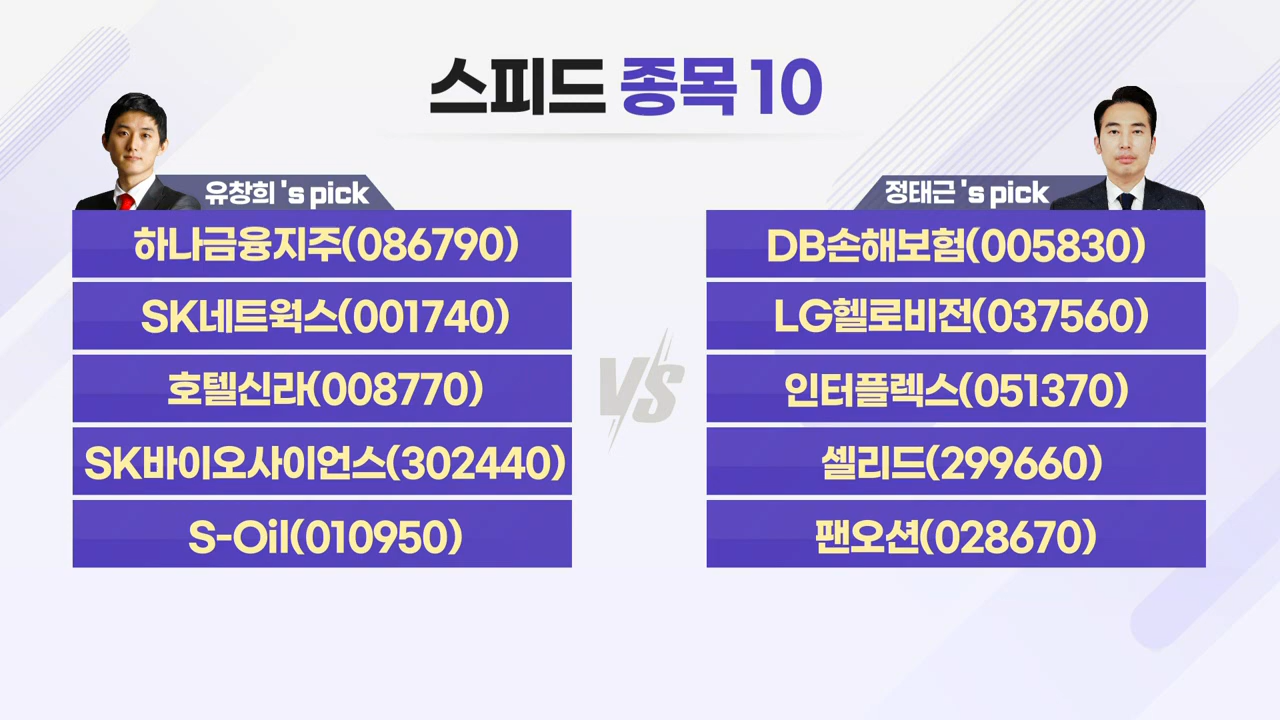 스피드 종목 10
유창희 's pick
하나금융지주(086790)
SK네트웍스(001740)
호텔신라(008770)
SK바이오사이언스(302440)
S-Oil(010950)
VS
정태근 's pick
DB손해보험(005830)
LG헬로비전(037560)
인터플렉스(051370)
셀리드(299660)
팬오션(028670)